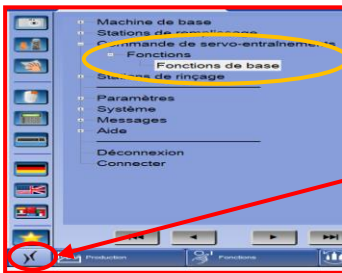 Machine de base
Stations de remplissage
Commande de servo-entraînements
Fonctions
Fonctions de base
Stations de rinçage
Paramètres
Système
Messages
Aide
Déconnexion
Connecter
Production
Fonctions